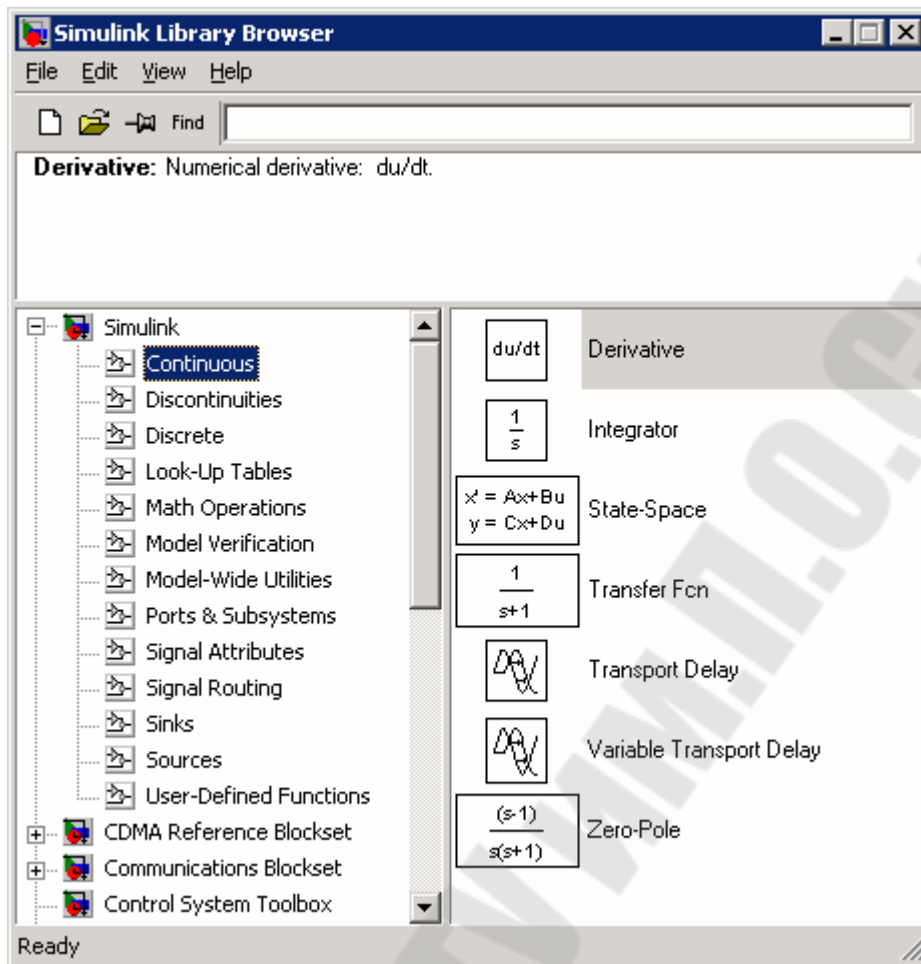 Simulink Library Browser
File Edit View Help
Find
Derivative: Numerical derivative: du/dt.
Simulink
Continuous
Discontinuities
Discrete
Look-Up Tables
Math Operations
Model Verification
Model-Wide Utilities
Ports & Subsystems
Signal Attributes
Signal Routing
Sinks
Sources
User-Defined Functions
CDMA Reference Blockset
Communications Blockset
Control System Toolbox
du/dt Derivative
1
s
Integrator
x' = Ax+Bu
y = Cx+Du
State-Space
1
s+1
Transfer Fcn
Transport Delay
Variable Transport Delay
(s-1)
s(s+1)
Zero-Pole
Ready